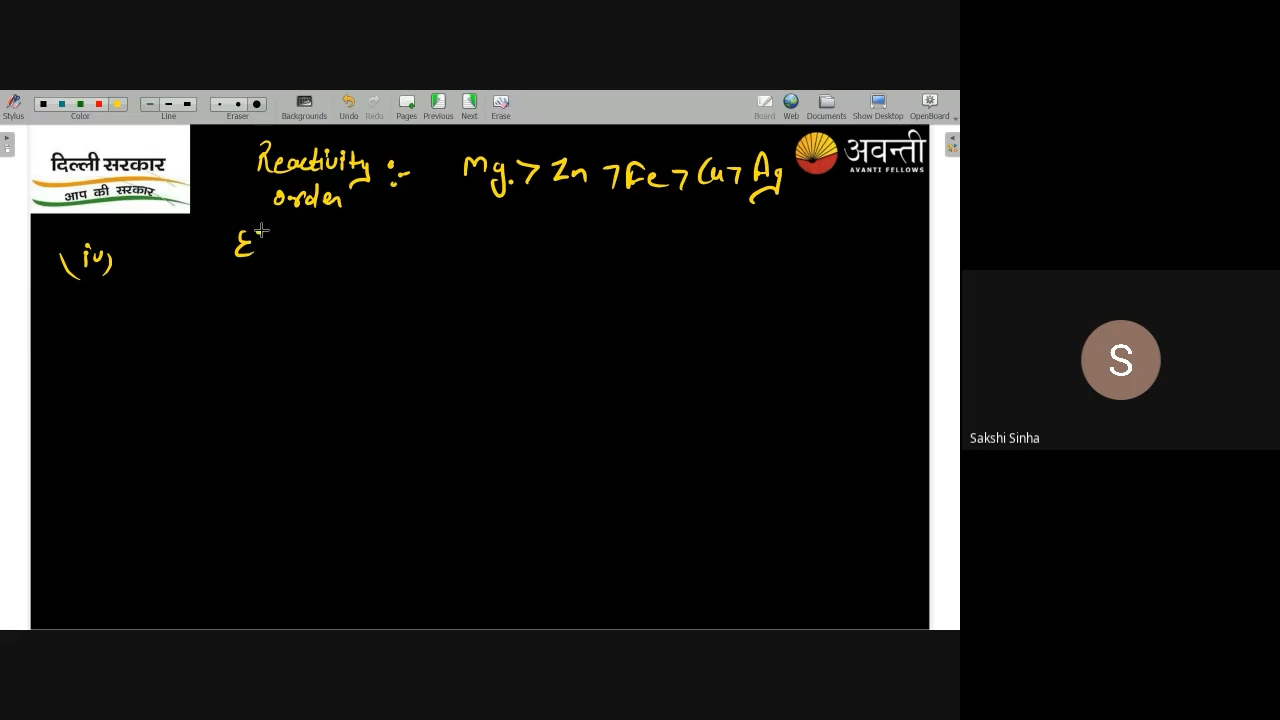 Stylus Color Line Eraser Backgrounds Undo Redo Pages Previous Next Erase Board Web Documents Show Desktop OpenBoard
दिल्ली सरकार
आप की सरकार
Reactivity :- Mg. > Zn > Fe > Cu > Ag
order
अवन्ती
AVANTI FELLOWS
(iv)
S
Sakshi Sinha